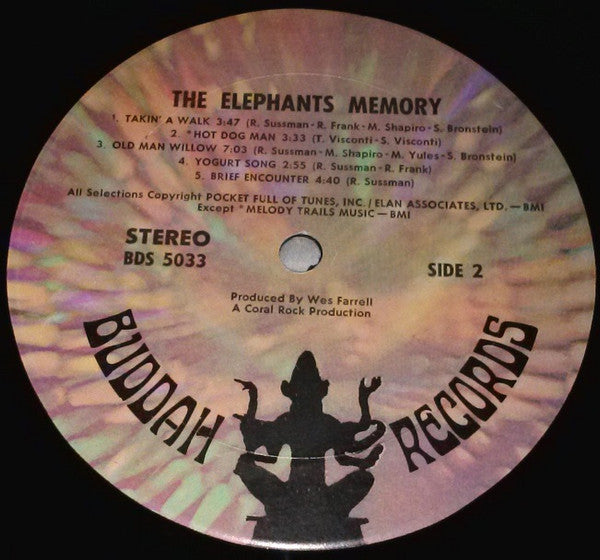 THE ELEPHANTS MEMORY
1. TAKIN' A WALK 3:47 (R. Sussman-R. Frank-M. Shapiro-S. Bronstein)
2. *HOT DOG MAN 3:33 (T. Visconti-S. Visconti)
3. OLD MAN WILLOW 7:03 (R. Sussman-M. Shapiro-M. Yules-S. Bronstein)
4. YOGURT SONG 2:55 (R. Sussman-R. Frank)
5. BRIEF ENCOUNTER 4:40 (R. Sussman)
All Selections Copyright POCKET FULL OF TUNES, INC./ELAN ASSOCIATES, LTD.—BMI
Except *MELODY TRAILS MUSIC—BMI
STEREO
BDS 5033
SIDE 2
Produced By Wes Farrell
A Coral Rock Production
BUDDAH RECORDS